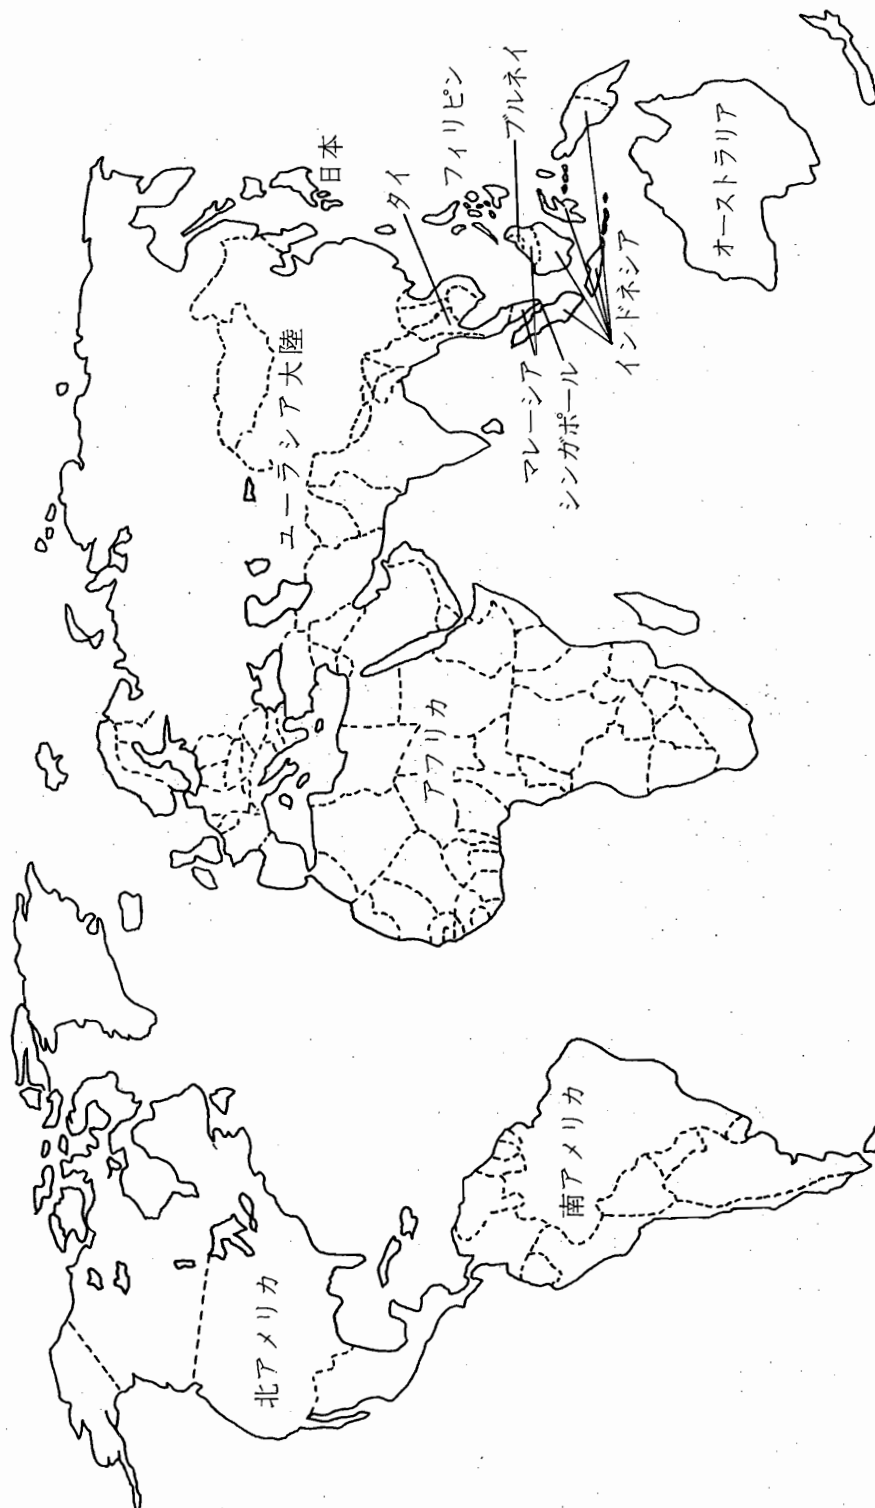 北アメリカ
南アメリカ
アフリカ
ユーラシア大陸
日本
タイ
フィリピン
ブルネイ
マレーシア
シンガポール
インドネシア
オーストラリア